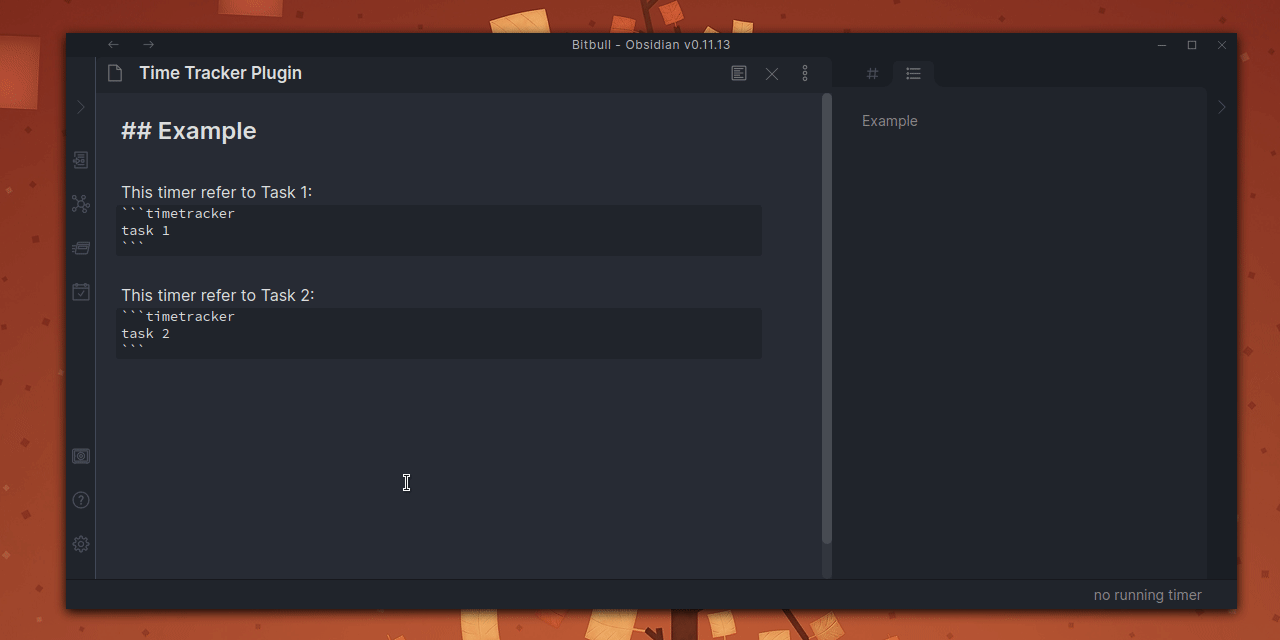 Bitbull - Obsidian v0.11.13
Time Tracker Plugin
## Example
This timer refer to Task 1:
```timetracker
task 1
```
This timer refer to Task 2:
```timetracker
task 2
```
Example
no running timer